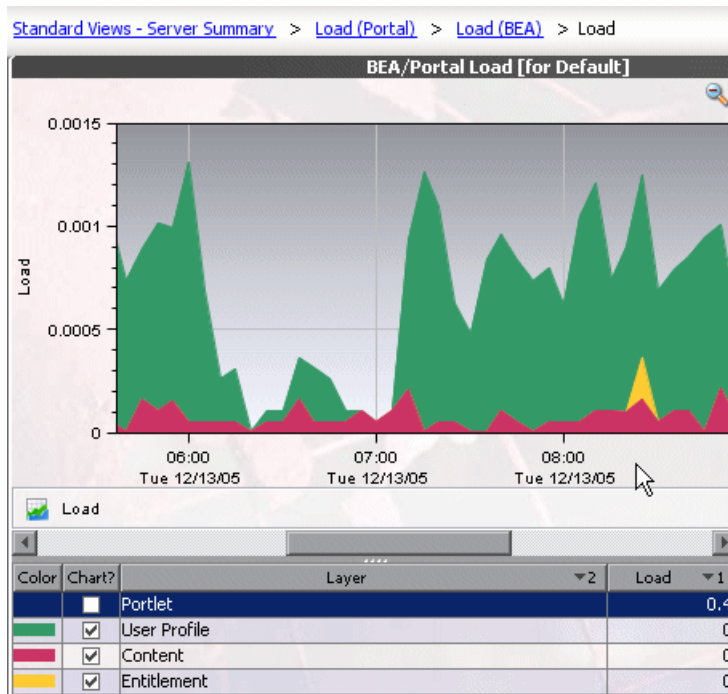 Standard Views - Server Summary > Load (Portal) > Load (BEA) > Load
BEA/Portal Load [for Default]
0.0015
0.001
0.0005
0
Load
06:00 07:00 08:00
Tue 12/13/05 Tue 12/13/05 Tue 12/13/05
Load
Color Chart? Layer 2 Load 1
Portlet 0.4
User Profile
Content
Entitlement